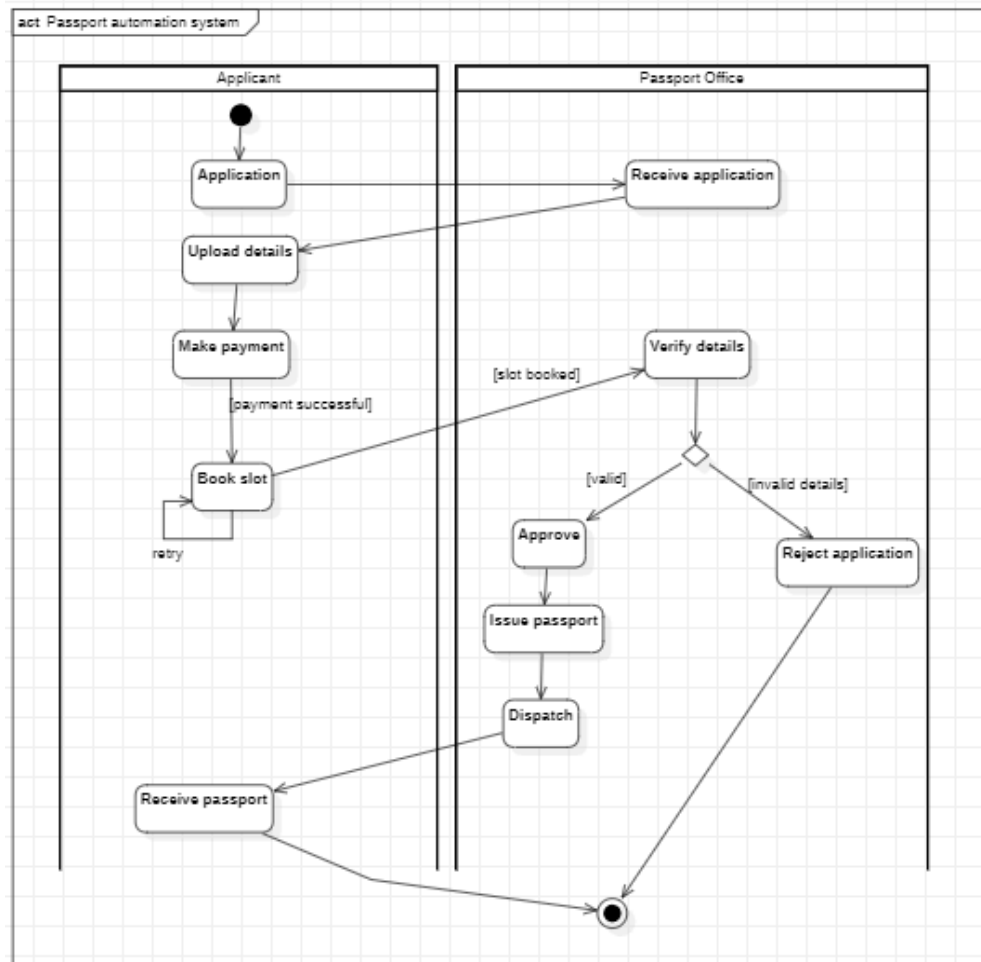 act Passport automation system
Applicant
Passport Office
Application
Receive application
Upload details
Make payment
Verify details
[slot booked]
[payment successful]
Book slot
[valid]
[invalid details]
retry
Approve
Reject application
Issue passport
Dispatch
Receive passport